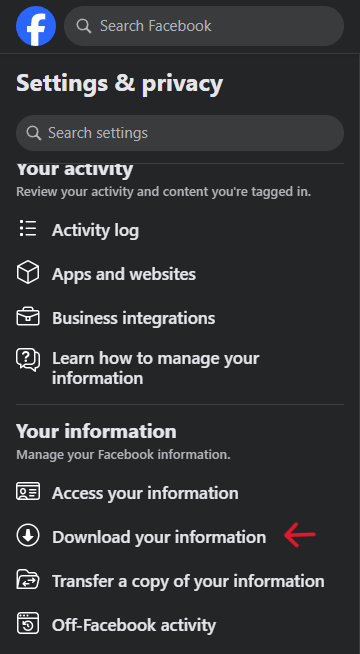 Search Facebook
Settings & privacy
Search settings
Your activity
Review your activity and content you're tagged in.
Activity log
Apps and websites
Business integrations
Learn how to manage your
information
Your information
Manage your Facebook information.
Access your information
Download your information
Transfer a copy of your information
Off-Facebook activity